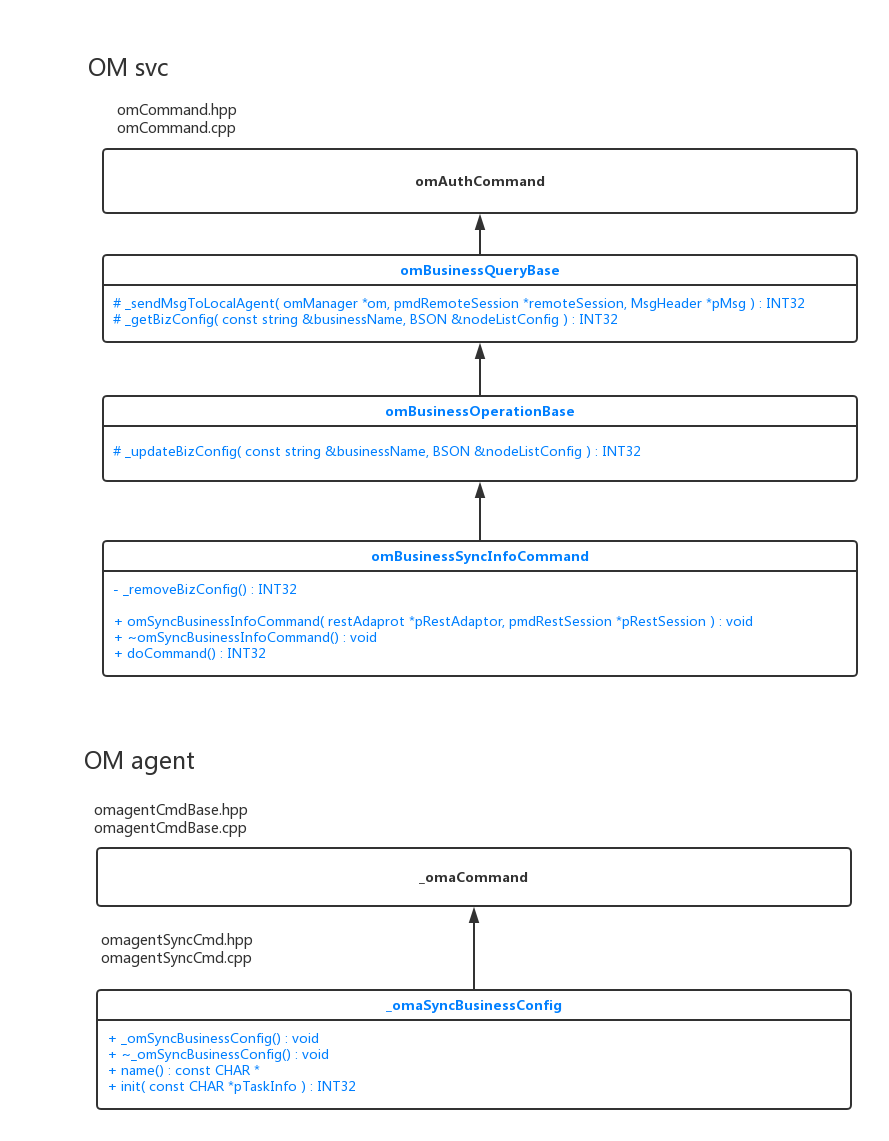 OM svc
omCommand.hpp
omCommand.cpp
omAuthCommand
omBusinessQueryBase
# _sendMsgToLocalAgent( omManager *om, pmdRemoteSession *remoteSession, MsgHeader *pMsg ) : INT32
# _getBizConfig( const string &businessName, BSON &nodeListConfig ) : INT32
omBusinessOperationBase
# _updateBizConfig( const string &businessName, BSON &nodeListConfig ) : INT32
omBusinessSyncInfoCommand
- _removeBizConfig() : INT32
+ omSyncBusinessInfoCommand( restAdaprot *pRestAdaptor, pmdRestSession *pRestSession ) : void
+ ~omSyncBusinessInfoCommand() : void
+ doCommand() : INT32
OM agent
omagentCmdBase.hpp
omagentCmdBase.cpp
_omaCommand
omagentSyncCmd.hpp
omagentSyncCmd.cpp
_omaSyncBusinessConfig
+ _omSyncBusinessConfig() : void
+ ~_omSyncBusinessConfig() : void
+ name() : const CHAR *
+ init( const CHAR *pTaskInfo ) : INT32